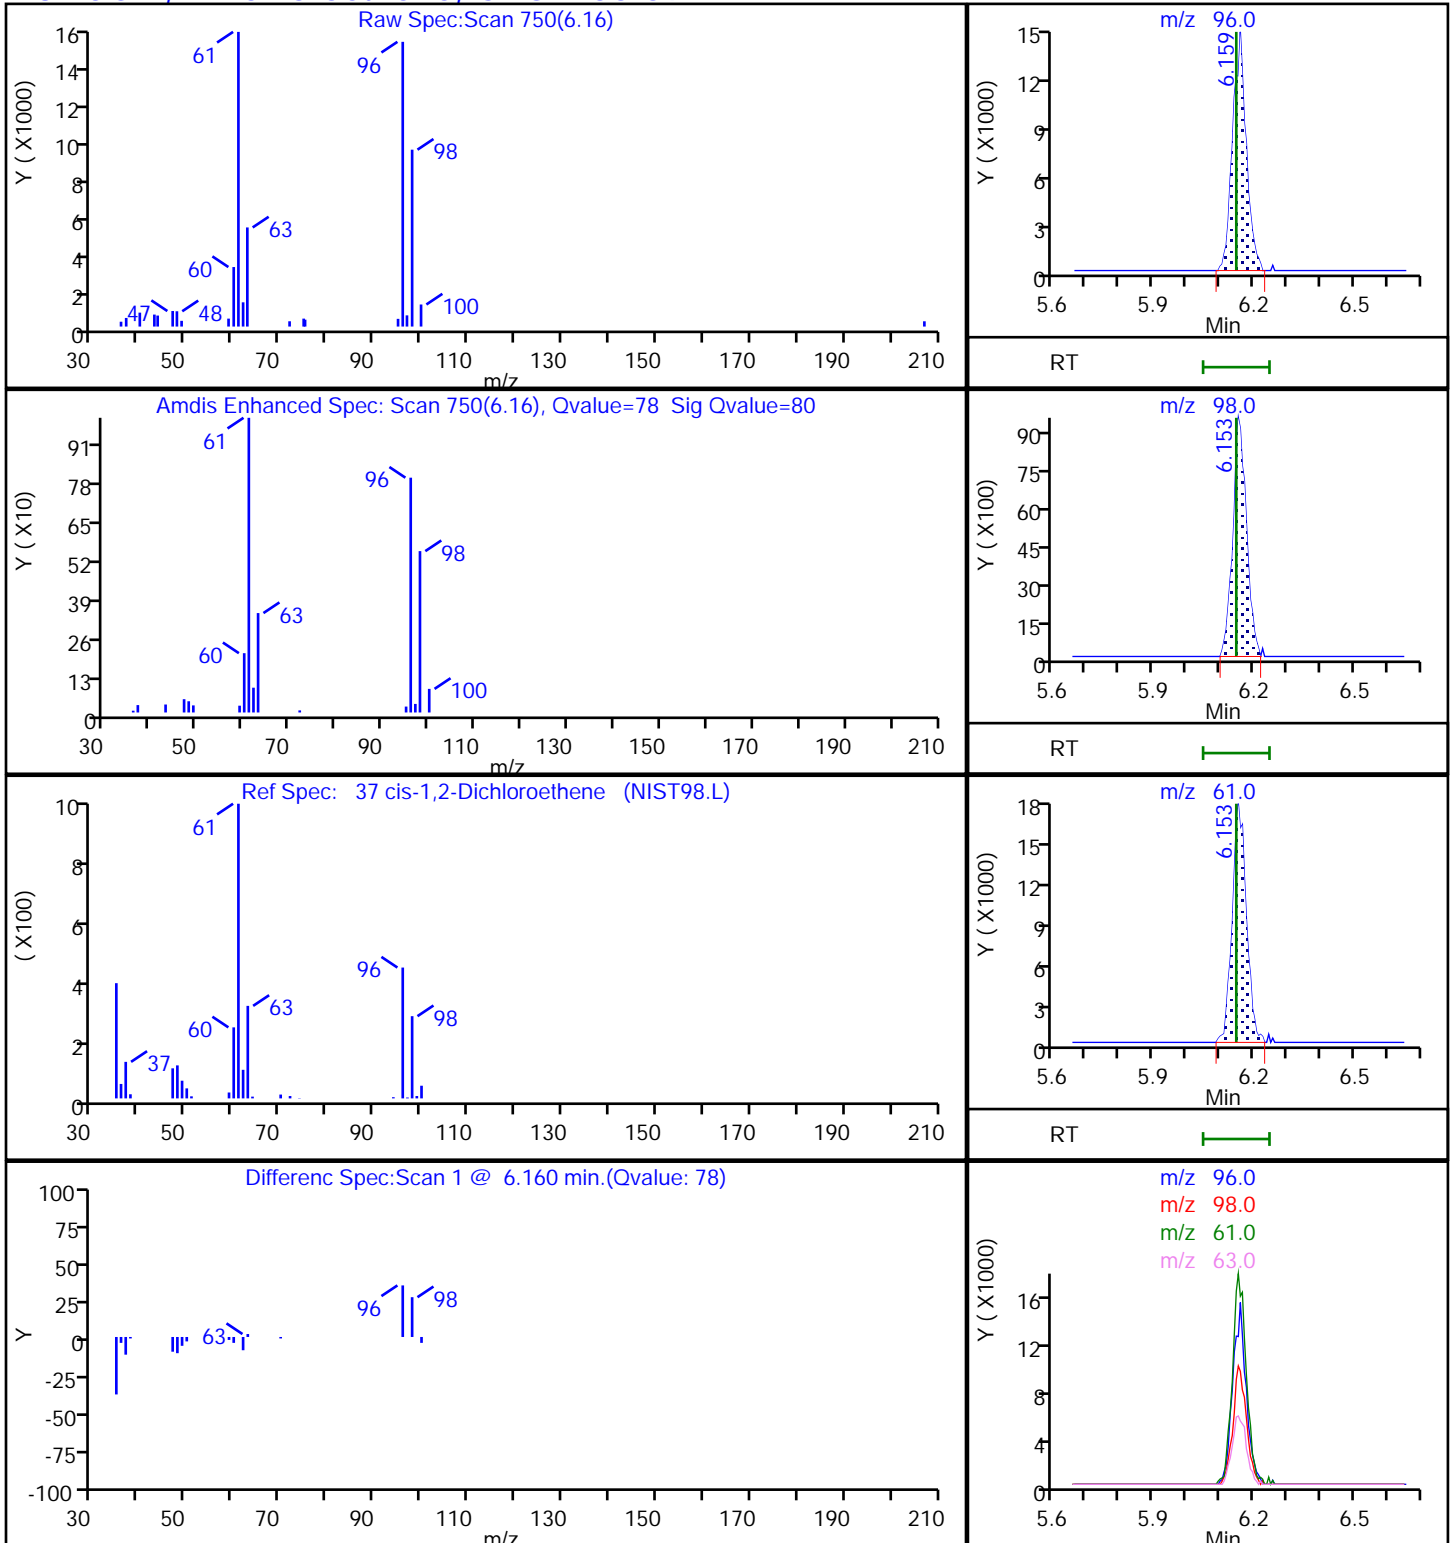 Raw Spec:Scan 750(6.16)
Y ( X1000)
16
14
12
10
8
6
4
2
0
61
96
98
63
60
47
48
100
30 50 70 90 110 130 150 170 190 210
m/z
m/z 96.0
Y ( X1000)
15
12
9
6
3
0
6.159
5.6 5.9 6.2 6.5
Min
RT
Amdis Enhanced Spec: Scan 750(6.16), Qvalue=78 Sig Qvalue=80
Y ( X10)
91
78
65
52
39
26
13
0
61
96
98
63
60
100
30 50 70 90 110 130 150 170 190 210
m/z
m/z 98.0
Y ( X100)
90
75
60
45
30
15
0
6.153
5.6 5.9 6.2 6.5
Min
RT
Ref Spec: 37 cis-1,2-Dichloroethene (NIST98.L)
( X100)
10
8
6
4
2
0
61
96
63
98
60
37
30 50 70 90 110 130 150 170 190 210
m/z 61.0
Y ( X1000)
18
15
12
9
6
3
0
6.153
5.6 5.9 6.2 6.5
Min
RT
Differenc Spec:Scan 1 @ 6.160 min.(Qvalue: 78)
Y
100
75
50
25
0
-25
-50
-75
-100
96
98
63
30 50 70 90 110 130 150 170 190 210
m/z
m/z 96.0
m/z 98.0
m/z 61.0
m/z 63.0
Y ( X1000)
16
12
8
4
0
5.6 5.9 6.2 6.5
Min